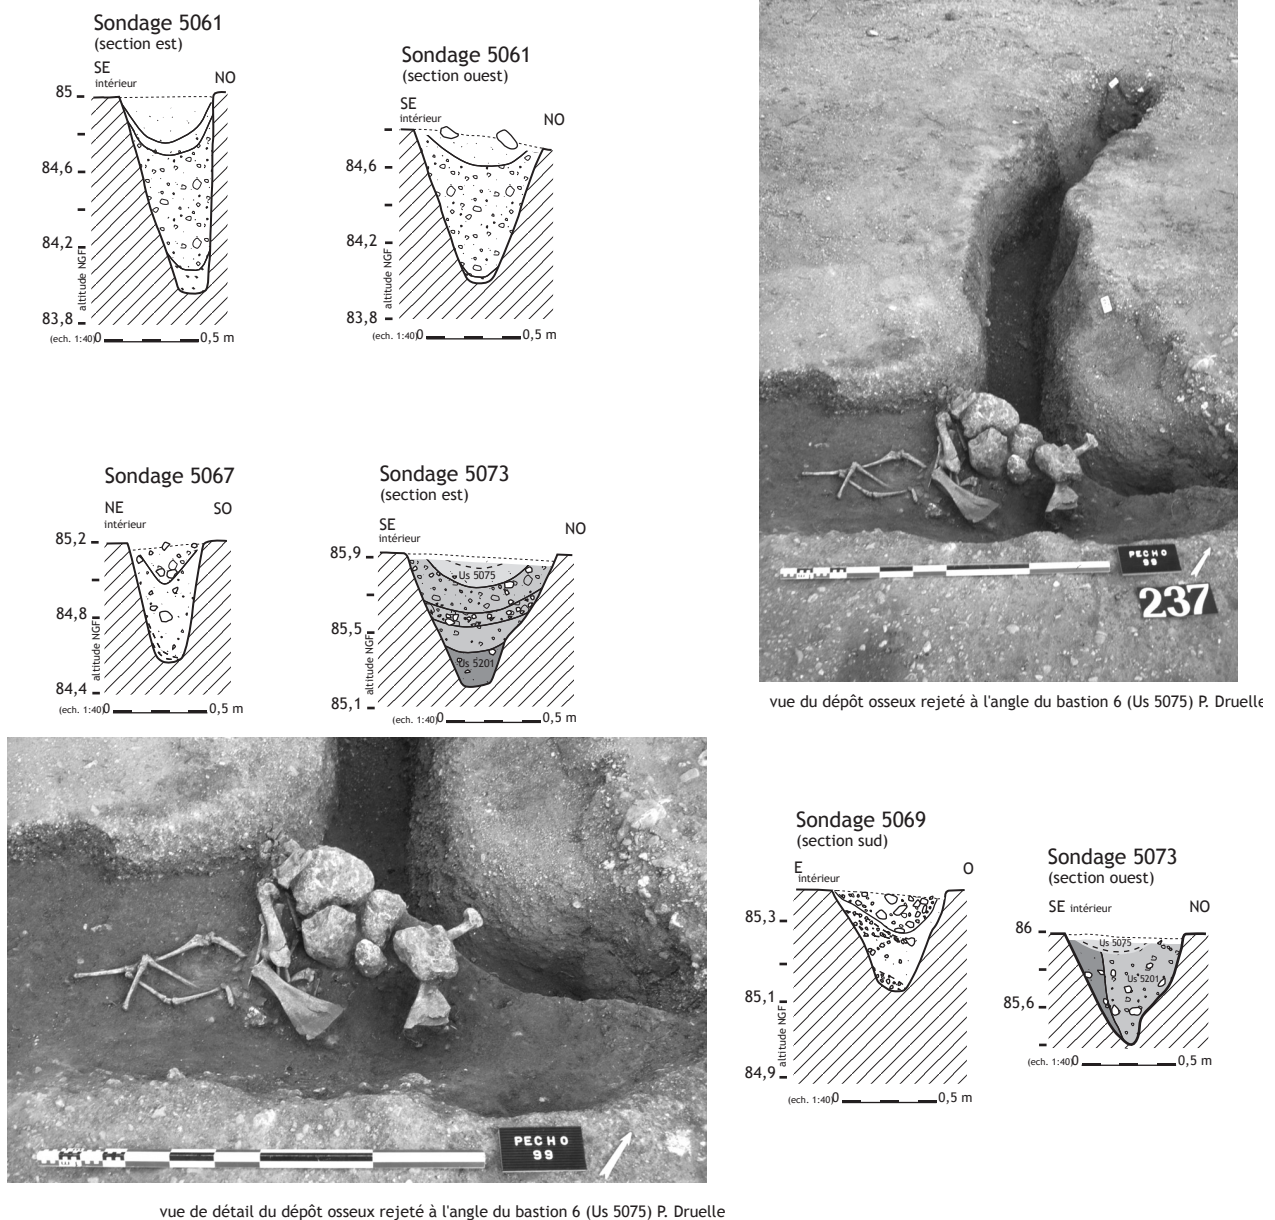 Sondage 5061
(section est)
SE
intérieur
NO
85
84,6
84,2
83,8
altitude NGF
(ech. 1:40)
0
0,5 m
Sondage 5061
(section ouest)
SE
intérieur
NO
84,6
84,2
83,8
altitude NGF
(ech. 1:40)
0
0,5 m
PECHO
99
237
vue du dépôt osseux rejeté à l'angle du bastion 6 (Us 5075) P. Druelle
Sondage 5067
NE
intérieur
SO
85,2
84,8
84,4
altitude NGF
(ech. 1:40)
0
0,5 m
Sondage 5073
(section est)
SE
intérieur
NO
85,9
85,5
85,1
Us 5075
Us 5201
altitude NGF
(ech. 1:40)
0
0,5 m
PECHO
99
vue de détail du dépôt osseux rejeté à l'angle du bastion 6 (Us 5075) P. Druelle
Sondage 5069
(section sud)
E
intérieur
O
85,3
85,1
84,9
altitude NGF
(ech. 1:40)
0
0,5 m
Sondage 5073
(section ouest)
SE intérieur
NO
86
85,6
Us 5075
Us 5201
(ech. 1:40)
0
0,5 m